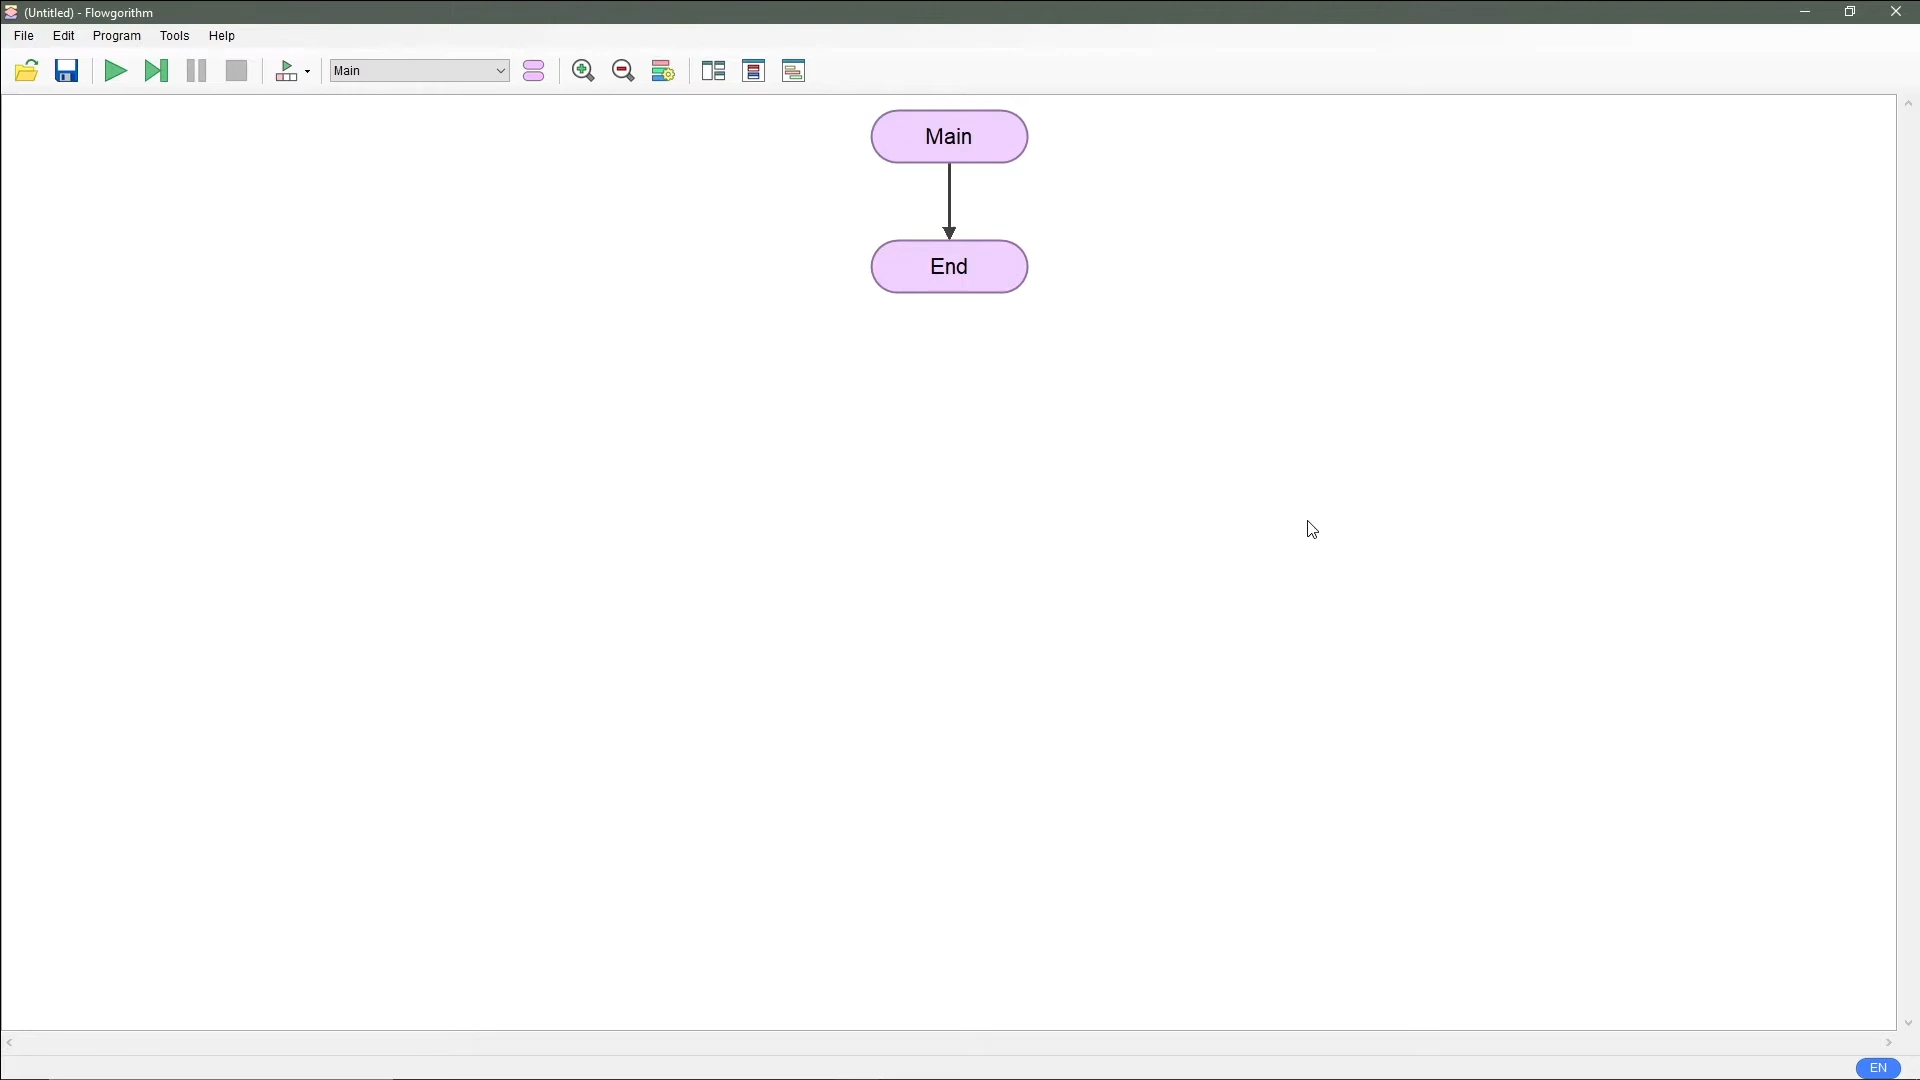 (Untitled) - Flowgorithm
File Edit Program Tools Help
Main
Main
End
EN